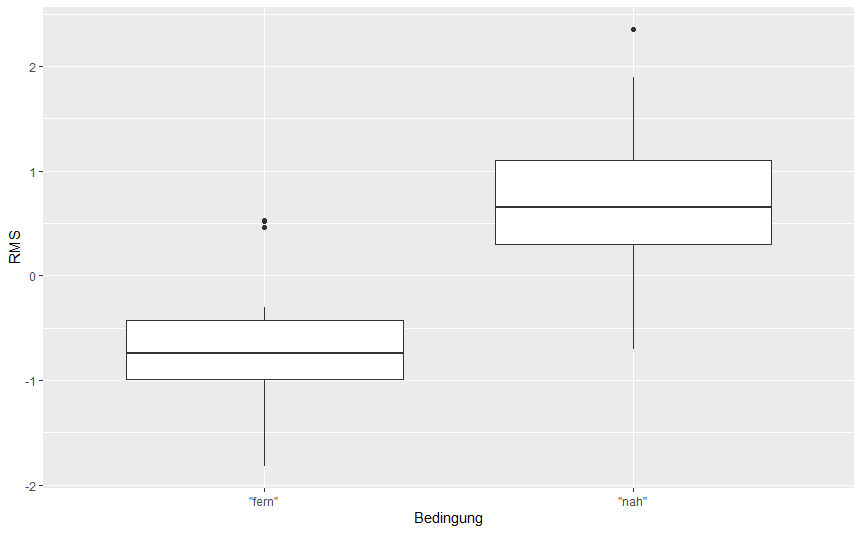 RMS
2
1
0
-1
-2
"fern"
"nah"
Bedingung